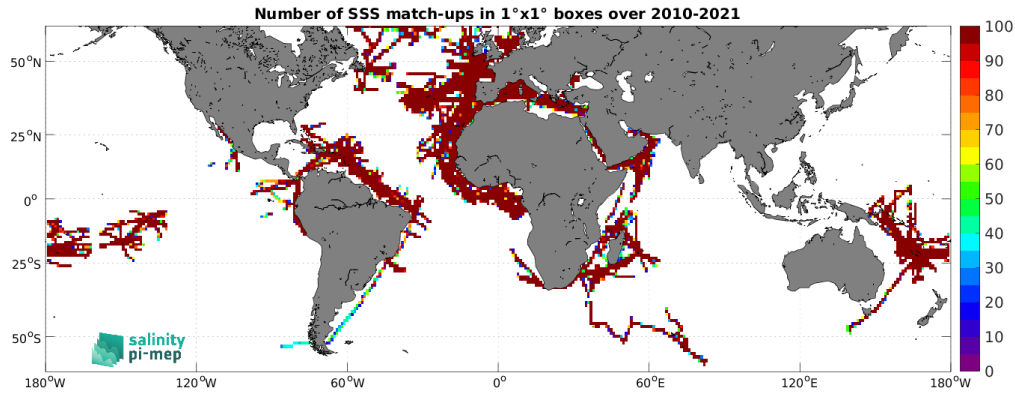 Number of SSS match-ups in 1°x1° boxes over 2010-2021
50°N
25°N
0°
25°S
50°S
180°W
120°W
60°W
0°
60°E
120°E
180°W
100
90
80
70
60
50
40
30
20
10
0
salinity
pi-mep